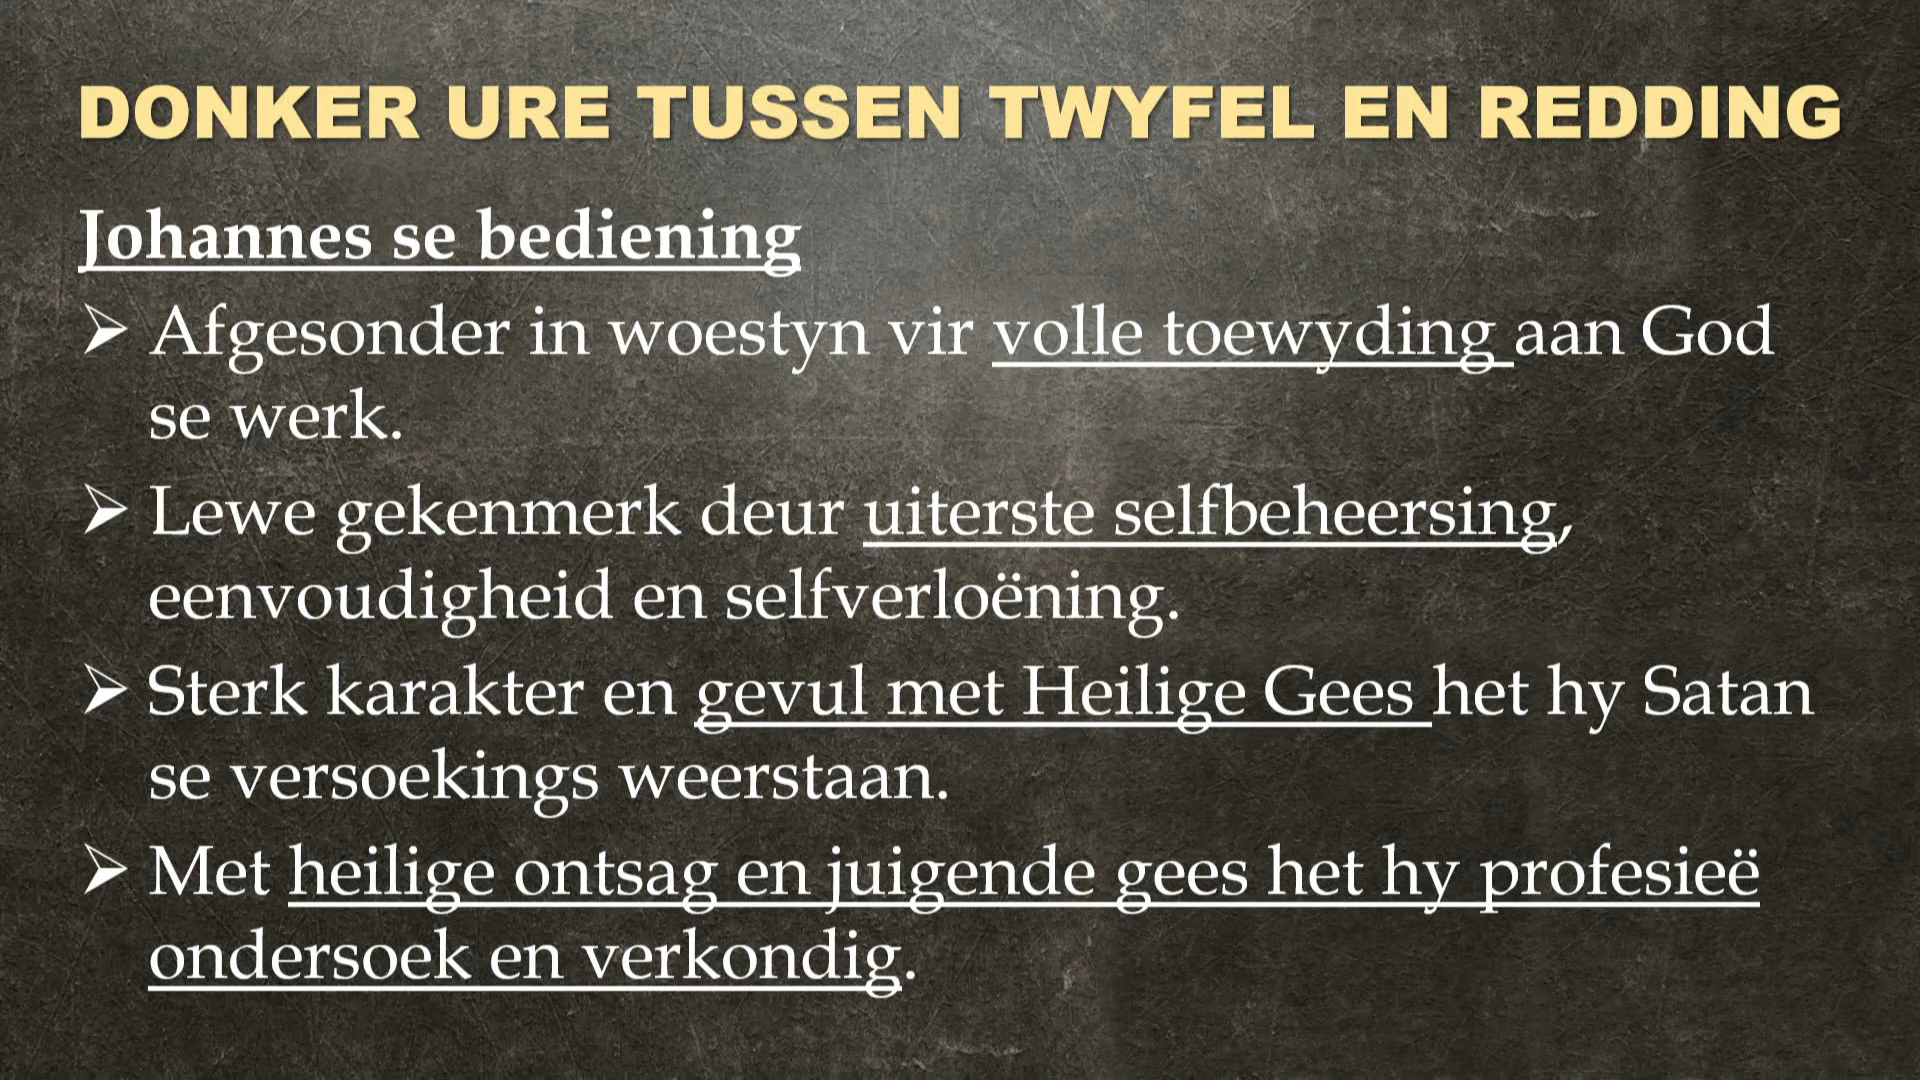 DONKER URE TUSSEN TWYFEL EN REDDING
Johannes se bediening
➢ Afgesonder in woestyn vir volle toewyding aan God
se werk.
➢ Lewe gekenmerk deur uiterste selfbeheersing,
eenvoudigheid en selfverloëning.
➢ Sterk karakter en gevul met Heilige Gees het hy Satan
se versoekings weerstaan.
➢ Met heilige ontsag en juigende gees het hy profesieë
ondersoek en verkondig.